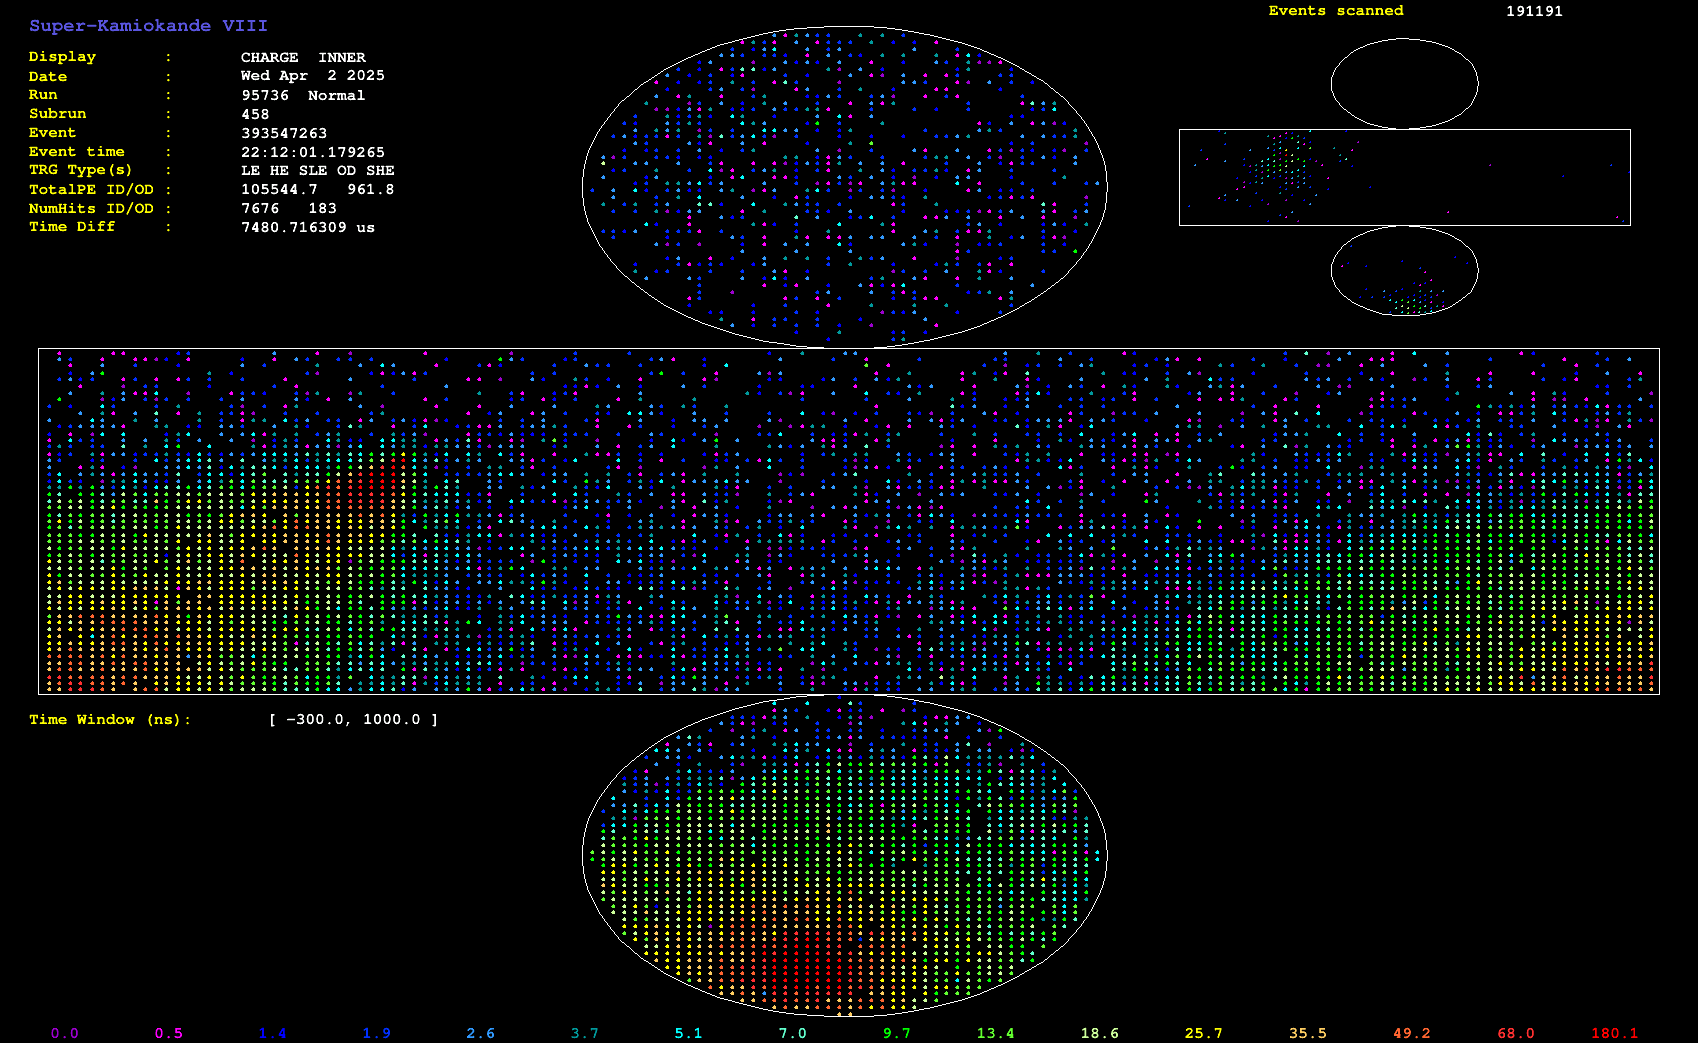 Super-Kamiokande VIII
Display : CHARGE INNER
Date : Wed Apr 2 2025
Run : 95736 Normal
Subrun : 458
Event : 393547263
Event time : 22:12:01.179265
TRG Type(s) : LE HE SLE OD SHE
TotalPE ID/OD : 105544.7 961.8
NumHits ID/OD : 7676 183
Time Diff : 7480.716309 us
Events scanned 191191
Time Window (ns): [ -300.0, 1000.0 ]
0.0 0.5 1.4 1.9 2.6 3.7 5.1 7.0 9.7 13.4 18.6 25.7 35.5 49.2 68.0 180.1